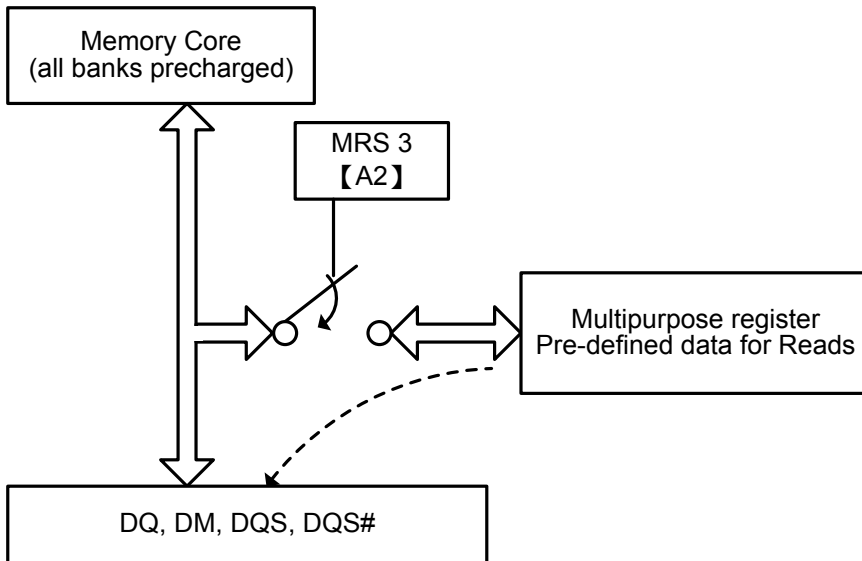 Memory Core
(all banks precharged)
MRS 3
【A2】
Multipurpose register
Pre-defined data for Reads
DQ, DM, DQS, DQS#